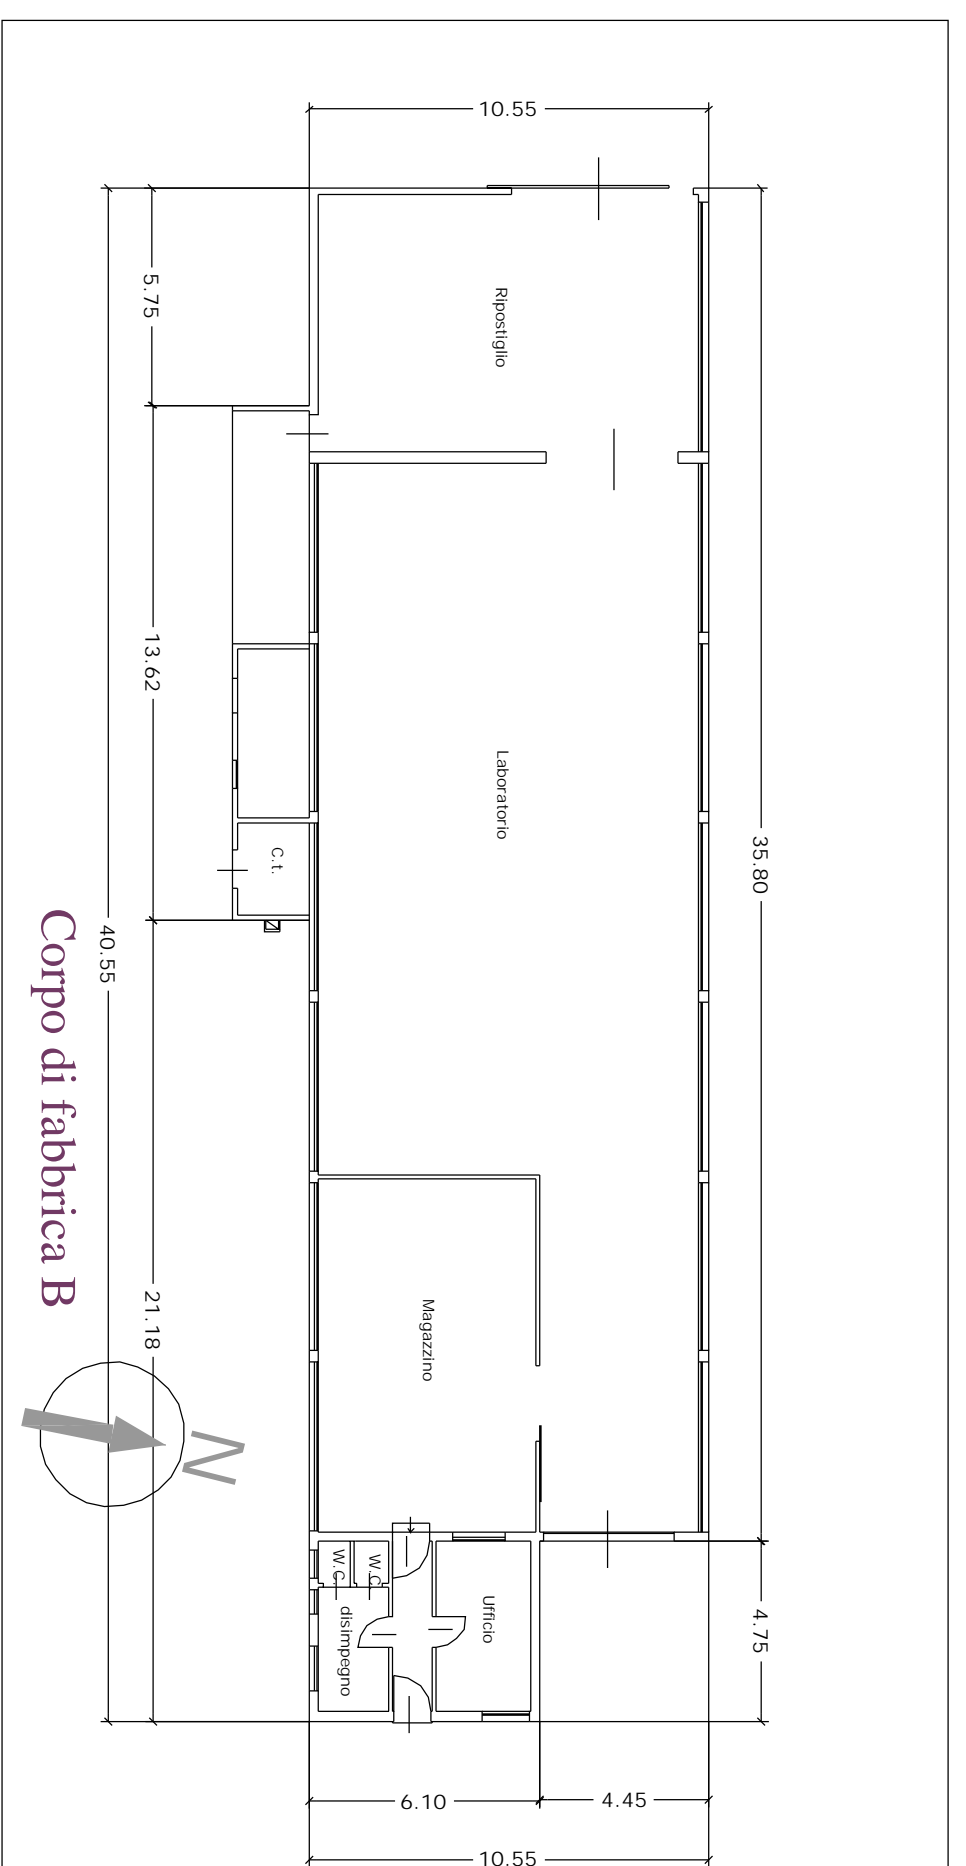 10.55
35.80
4.75
Ripostiglio
Laboratorio
Magazzino
Ufficio
W.C.
W.C.
disimpegno
C.t.
5.75
13.62
21.18
40.55
6.10
4.45
10.55
N
Corpo di fabbrica B